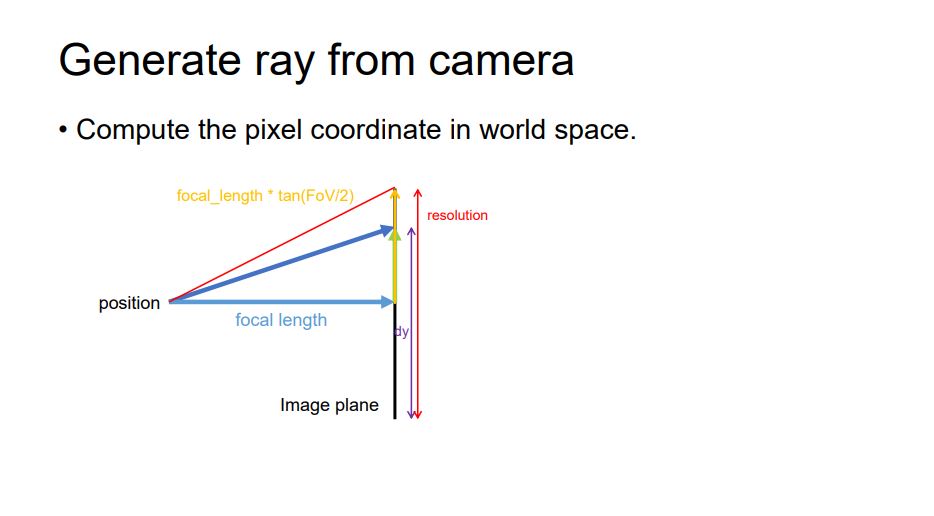 Generate ray from camera
• Compute the pixel coordinate in world space.
focal_length * tan(FoV/2)
resolution
position
focal length
dy
Image plane